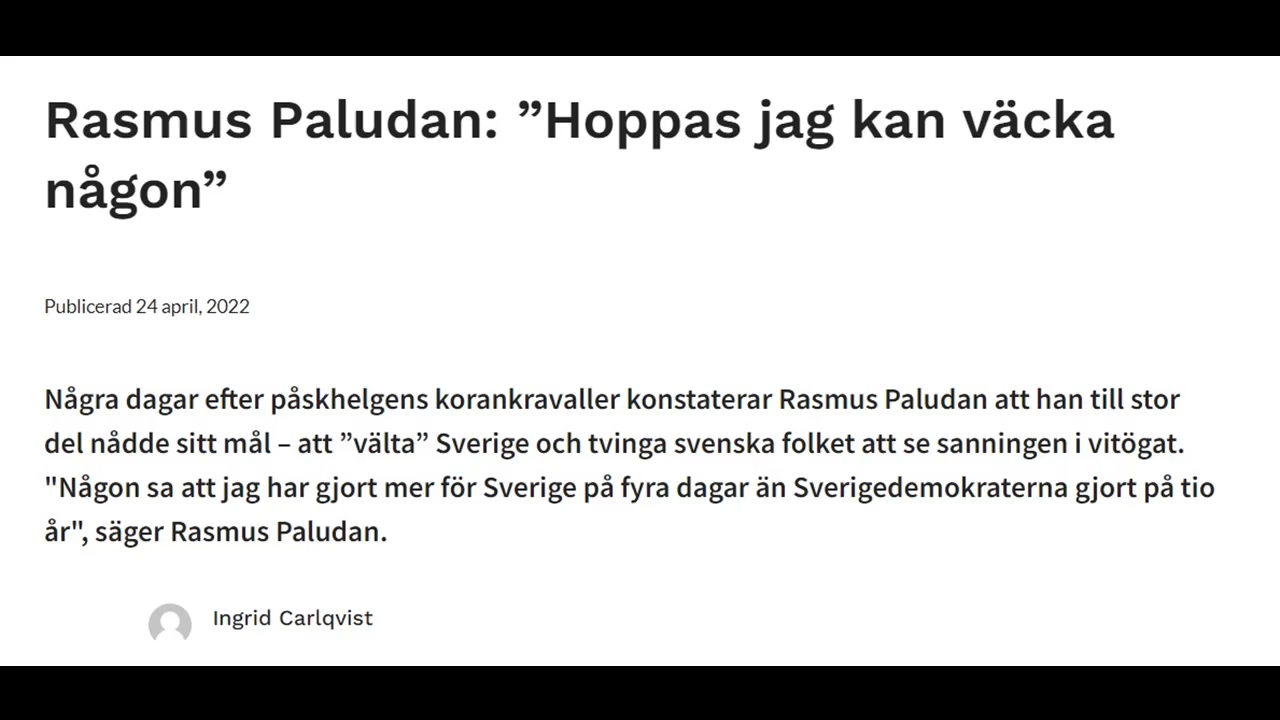 Rasmus Paludan: ”Hoppas jag kan väcka
någon”
Publicerad 24 april, 2022
Några dagar efter påskhelgens korankravaller konstaterar Rasmus Paludan att han till stor
del nådde sitt mål – att ”välta” Sverige och tvinga svenska folket att se sanningen i vitögat.
"Någon sa att jag har gjort mer för Sverige på fyra dagar än Sverigedemokraterna gjort på tio
år", säger Rasmus Paludan.
Ingrid Carlqvist